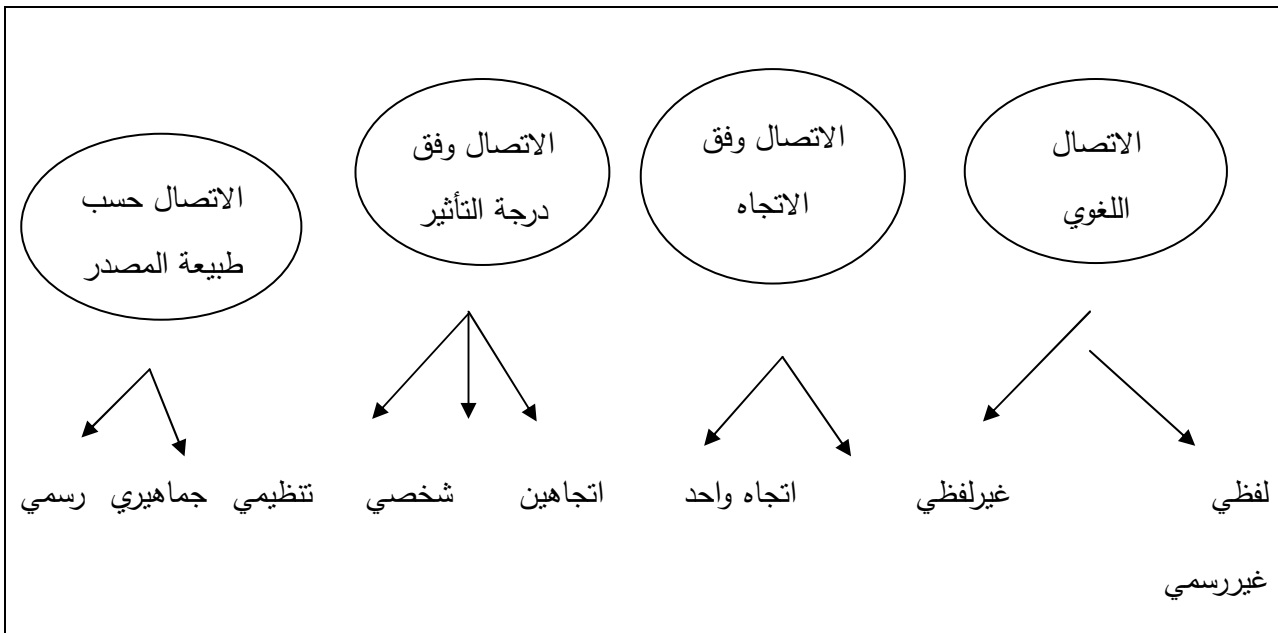 الاتصال
اللغوي
الاتصال وفق
الاتجاه
الاتصال وفق
درجة التأثير
الاتصال حسب
طبيعة المصدر
لفظي غيرلفظي اتجاه واحد اتجاهين شخصي تنظيمي جماهيري رسمي
غيررسمي